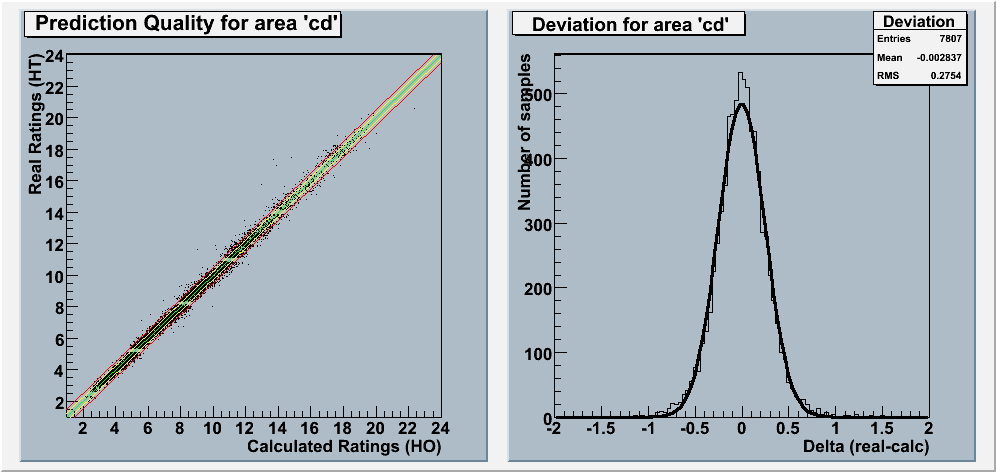 Prediction Quality for area 'cd'
Real Ratings (HT)
24
22
20
18
16
14
12
10
8
6
4
2
2 4 6 8 10 12 14 16 18 20 22 24
Calculated Ratings (HO)
Deviation for area 'cd'
Deviation
Entries 7807
Mean -0.002837
RMS 0.2754
Number of samples
500
400
300
200
100
0
-2 -1.5 -1 -0.5 0 0.5 1 1.5 2
Delta (real-calc)